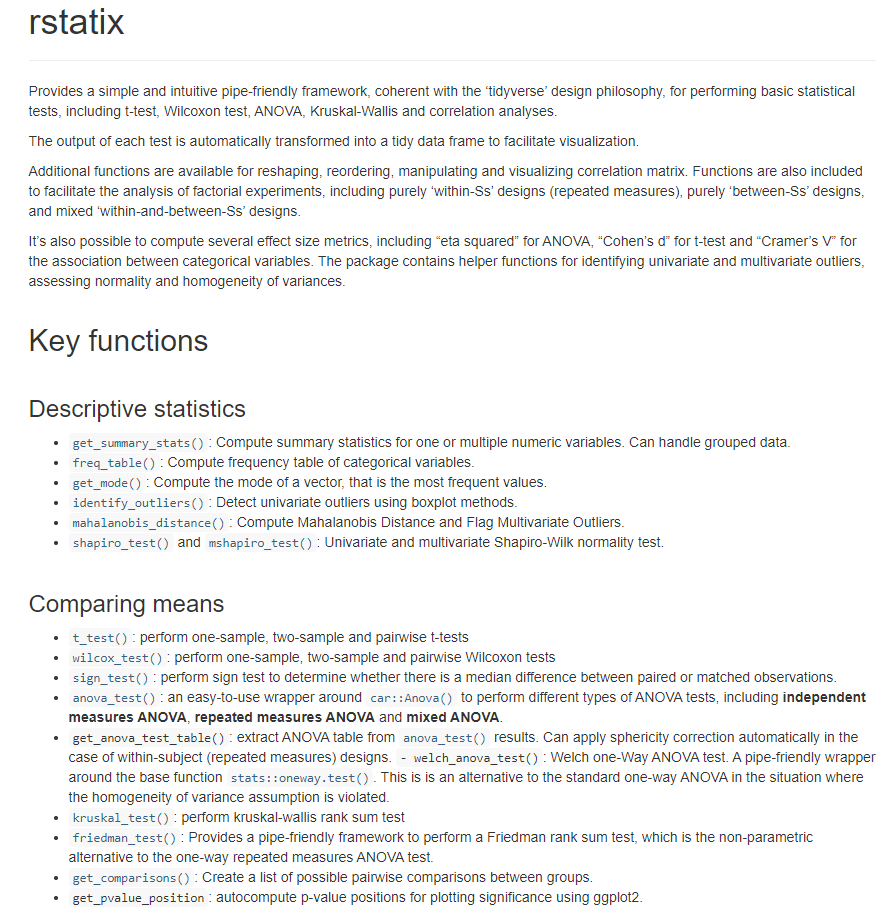 rstatix
Provides a simple and intuitive pipe-friendly framework, coherent with the ‘tidyverse’ design philosophy, for performing basic statistical
tests, including t-test, Wilcoxon test, ANOVA, Kruskal-Wallis and correlation analyses.
The output of each test is automatically transformed into a tidy data frame to facilitate visualization.
Additional functions are available for reshaping, reordering, manipulating and visualizing correlation matrix. Functions are also included
to facilitate the analysis of factorial experiments, including purely ‘within-Ss’ designs (repeated measures), purely ‘between-Ss’ designs,
and mixed ‘within-and-between-Ss’ designs.
It’s also possible to compute several effect size metrics, including “eta squared” for ANOVA, “Cohen’s d” for t-test and “Cramer’s V” for
the association between categorical variables. The package contains helper functions for identifying univariate and multivariate outliers,
assessing normality and homogeneity of variances.
Key functions
Descriptive statistics
• get_summary_stats() : Compute summary statistics for one or multiple numeric variables. Can handle grouped data.
• freq_table() : Compute frequency table of categorical variables.
• get_mode() : Compute the mode of a vector, that is the most frequent values.
• identify_outliers() : Detect univariate outliers using boxplot methods.
• mahalanobis_distance() : Compute Mahalanobis Distance and Flag Multivariate Outliers.
• shapiro_test() and mshapiro_test() : Univariate and multivariate Shapiro-Wilk normality test.
Comparing means
• t_test() : perform one-sample, two-sample and pairwise t-tests
• wilcox_test() : perform one-sample, two-sample and pairwise Wilcoxon tests
• sign_test() : perform sign test to determine whether there is a median difference between paired or matched observations.
• anova_test() : an easy-to-use wrapper around car::Anova() to perform different types of ANOVA tests, including independent
measures ANOVA, repeated measures ANOVA and mixed ANOVA.
• get_anova_test_table() : extract ANOVA table from anova_test() results. Can apply sphericity correction automatically in the
case of within-subject (repeated measures) designs. - welch_anova_test() : Welch one-Way ANOVA test. A pipe-friendly wrapper
around the base function stats::oneway.test() . This is is an alternative to the standard one-way ANOVA in the situation where
the homogeneity of variance assumption is violated.
• kruskal_test() : perform kruskal-wallis rank sum test
• friedman_test() : Provides a pipe-friendly framework to perform a Friedman rank sum test, which is the non-parametric
alternative to the one-way repeated measures ANOVA test.
• get_comparisons() : Create a list of possible pairwise comparisons between groups.
• get_pvalue_position : autocompute p-value positions for plotting significance using ggplot2.